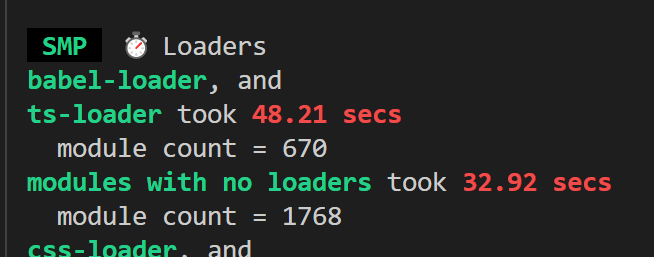 SMP ⏱ Loaders
babel-loader, and
ts-loader took 48.21 secs
  module count = 670
modules with no loaders took 32.92 secs
  module count = 1768
css-loader, and